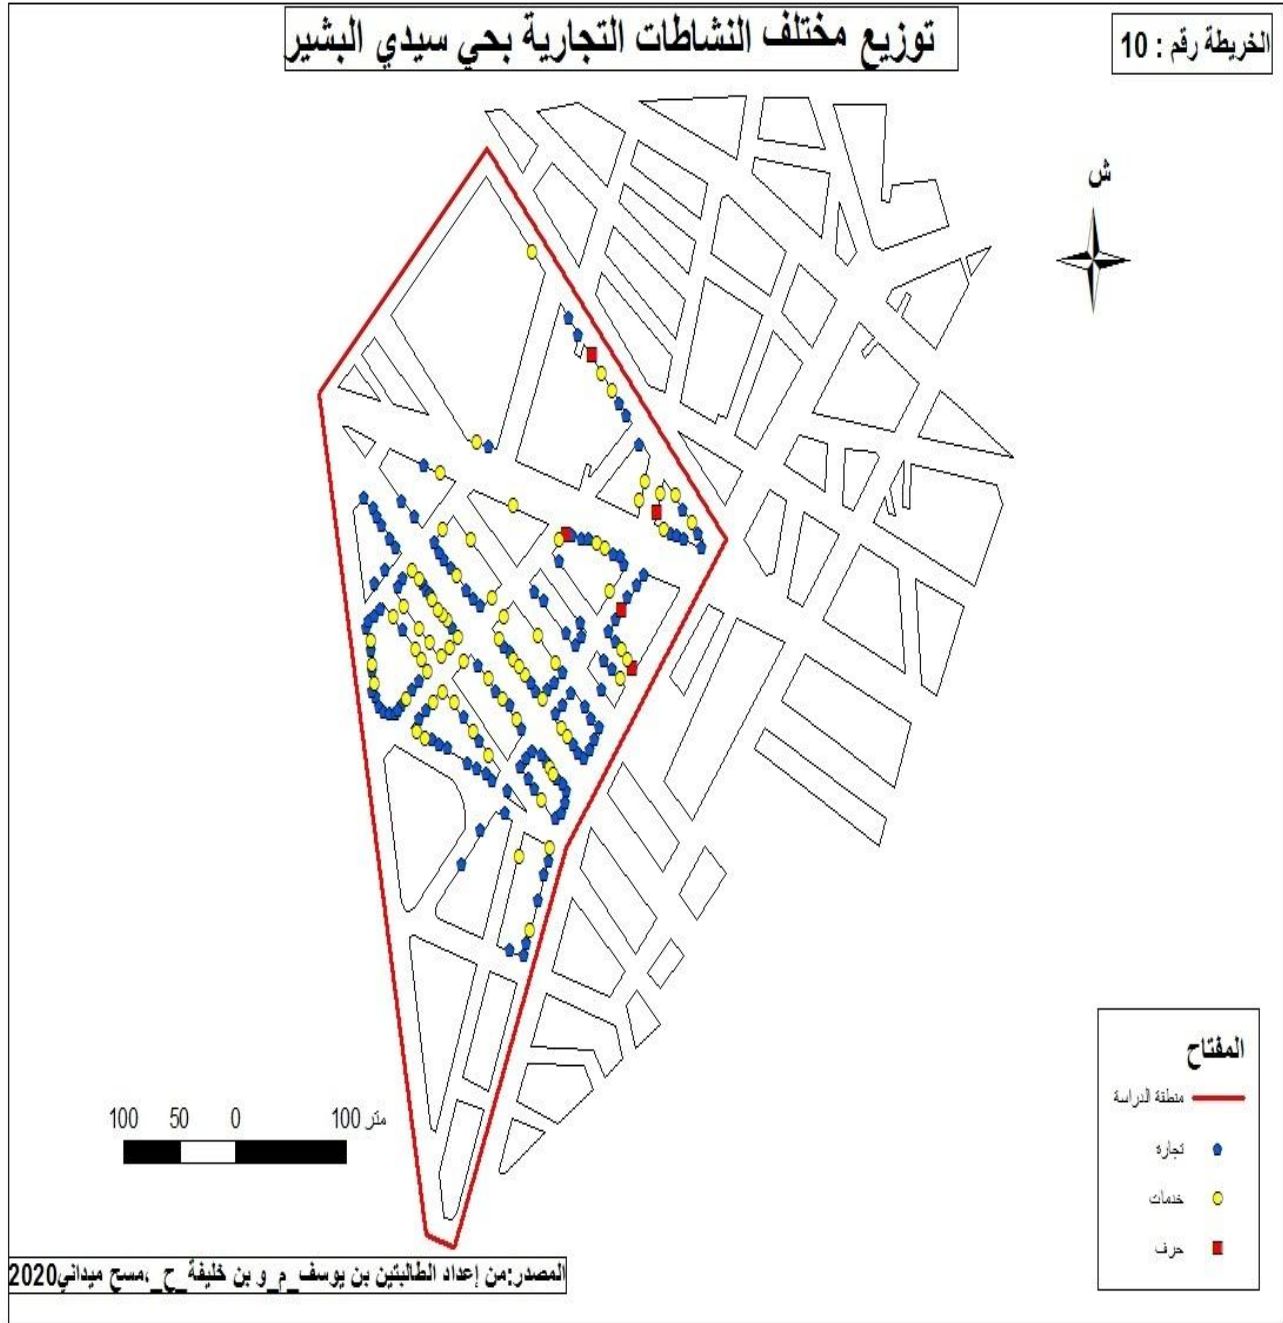 الخريطة رقم : 10
توزيع مختلف النشاطات التجارية بحي سيدي البشير
ش
المفتاح
منطقة الدراسة
تجارة
خدمات
حرف
100 50 0 100 متر
المصدر:من إعداد الطالبتين بن يوسف_م_و بن خليفة_ح_،مسح ميداني2020